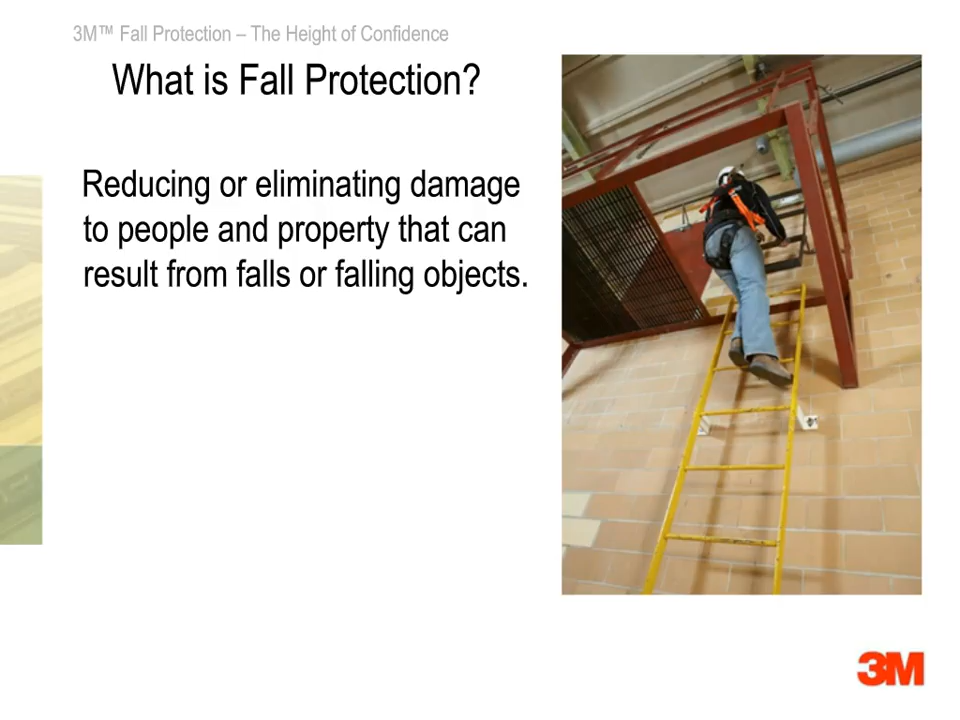 3M™ Fall Protection – The Height of Confidence
What is Fall Protection?
Reducing or eliminating damage
to people and property that can
result from falls or falling objects.
3M